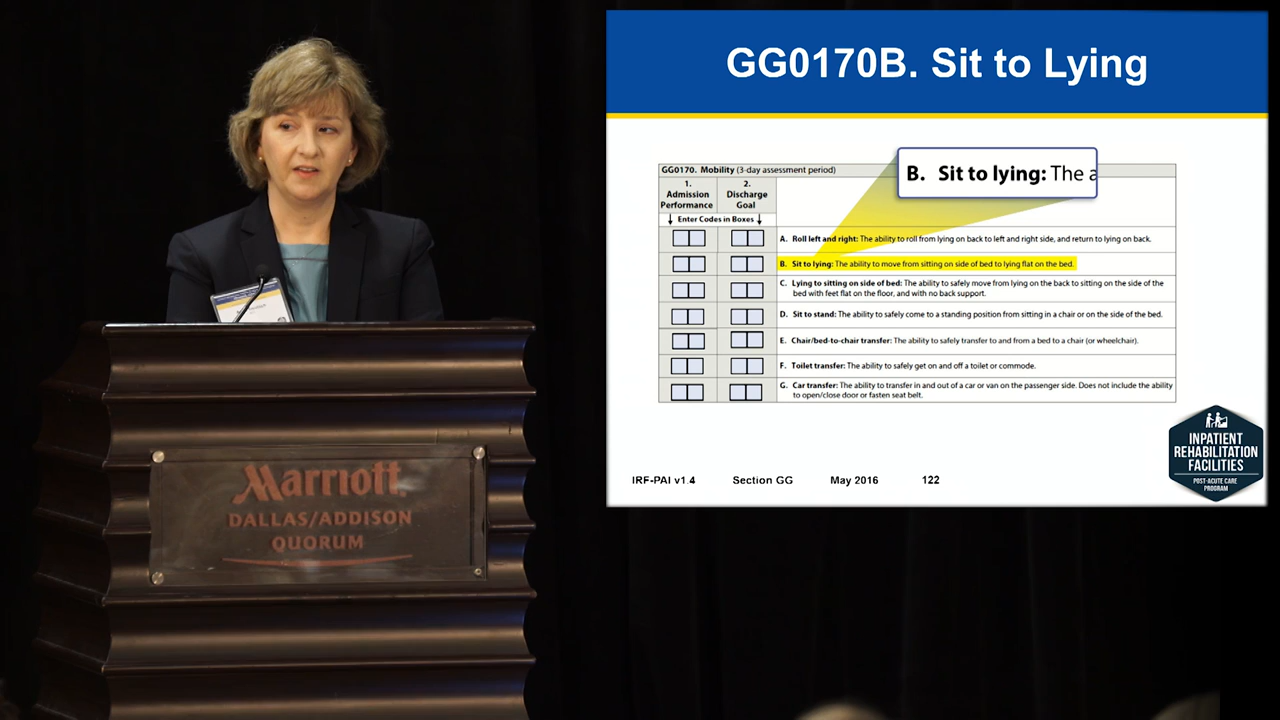 GG0170B. Sit to Lying
B. Sit to lying: The a
GG0170. Mobility (3-day assessment period)
1. Admission Performance
2. Discharge Goal
Enter Codes in Boxes
A. Roll left and right: The ability to roll from lying on back to left and right side, and return to lying on back.
B. Sit to lying: The ability to move from sitting on side of bed to lying flat on the bed.
C. Lying to sitting on side of bed: The ability to safely move from lying on the back to sitting on the side of the
bed with feet flat on the floor, and with no back support.
D. Sit to stand: The ability to safely come to a standing position from sitting in a chair or on the side of the bed.
E. Chair/bed-to-chair transfer: The ability to safely transfer to and from a bed to a chair (or wheelchair).
F. Toilet transfer: The ability to safely get on and off a toilet or commode.
G. Car transfer: The ability to transfer in and out of a car or van on the passenger side. Does not include the ability
to open/close door or fasten seat belt.
INPATIENT
REHABILITATION
FACILITIES
POST-ACUTE CARE
PROGRAM
IRF-PAI v1.4 Section GG May 2016 122
Marriott
DALLAS/ADDISON
QUORUM